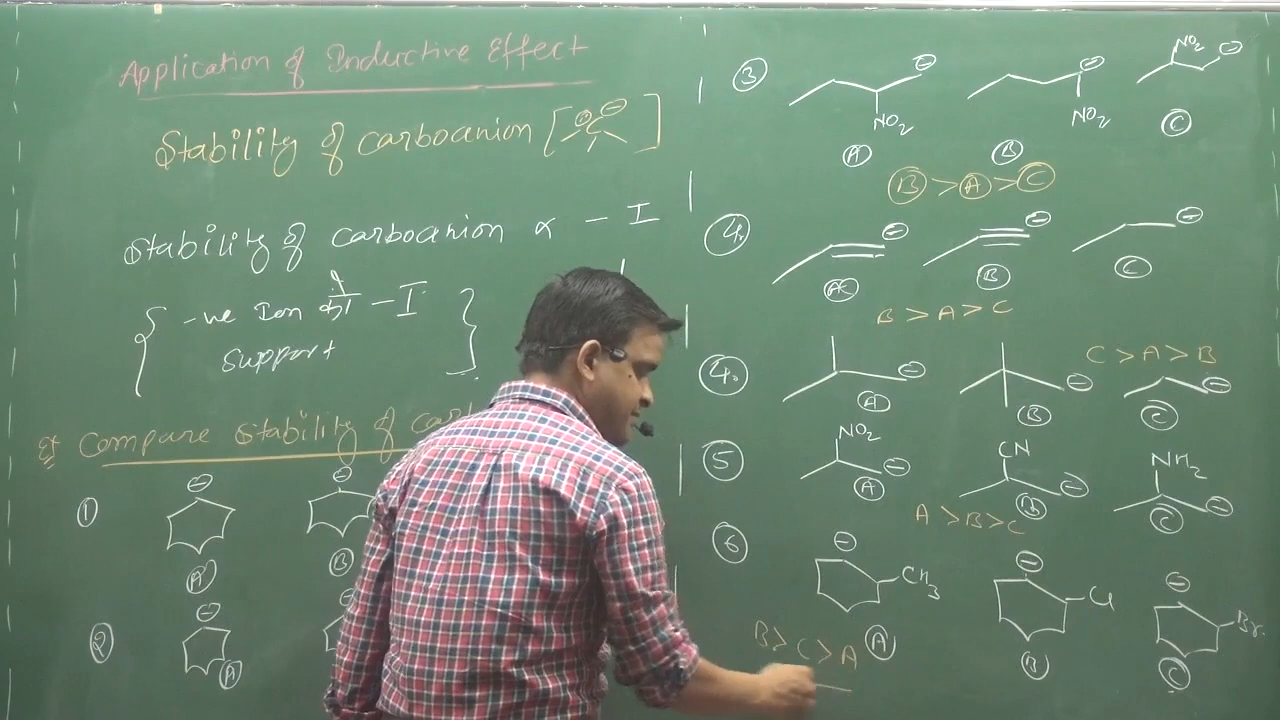 Application of Inductive Effect
Stability of carboanion [ C ⊖ ]
Stability of carboanion ∝ - I
{ -ve Ion - I
support }
Ex Compare Stability of
① ⊖ Ⓐ ⊖ Ⓑ
② ⊖ Ⓐ
③ ⊖ NO2 Ⓐ ⊖ NO2 Ⓑ NO2 ⊖ Ⓒ
Ⓑ > Ⓐ > Ⓒ
4. ⊖ Ⓐ ⊖ Ⓑ ⊖ Ⓒ
B > A > C
4. ⊖ Ⓐ ⊖ Ⓑ ⊖ Ⓒ
C > A > B
⑤ NO2 ⊖ Ⓐ CN ⊖ Ⓑ NH2 ⊖ Ⓒ
A > B > C
⑥ ⊖ CH3 Ⓐ ⊖ Cl Ⓑ ⊖ Br Ⓒ
B > C > A